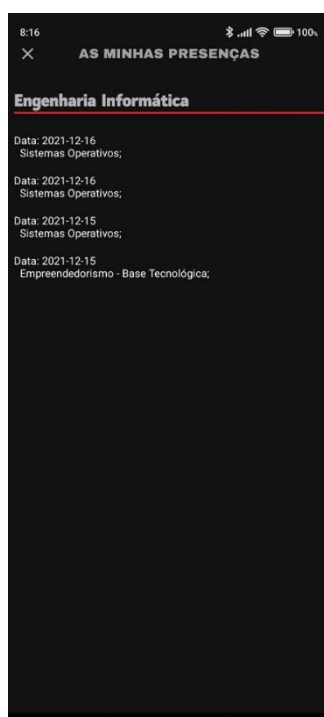 8:16
100%
AS MINHAS PRESENÇAS
Engenharia Informática
Data: 2021-12-16
Sistemas Operativos;
Data: 2021-12-16
Sistemas Operativos;
Data: 2021-12-15
Sistemas Operativos;
Data: 2021-12-15
Empreendedorismo - Base Tecnológica;